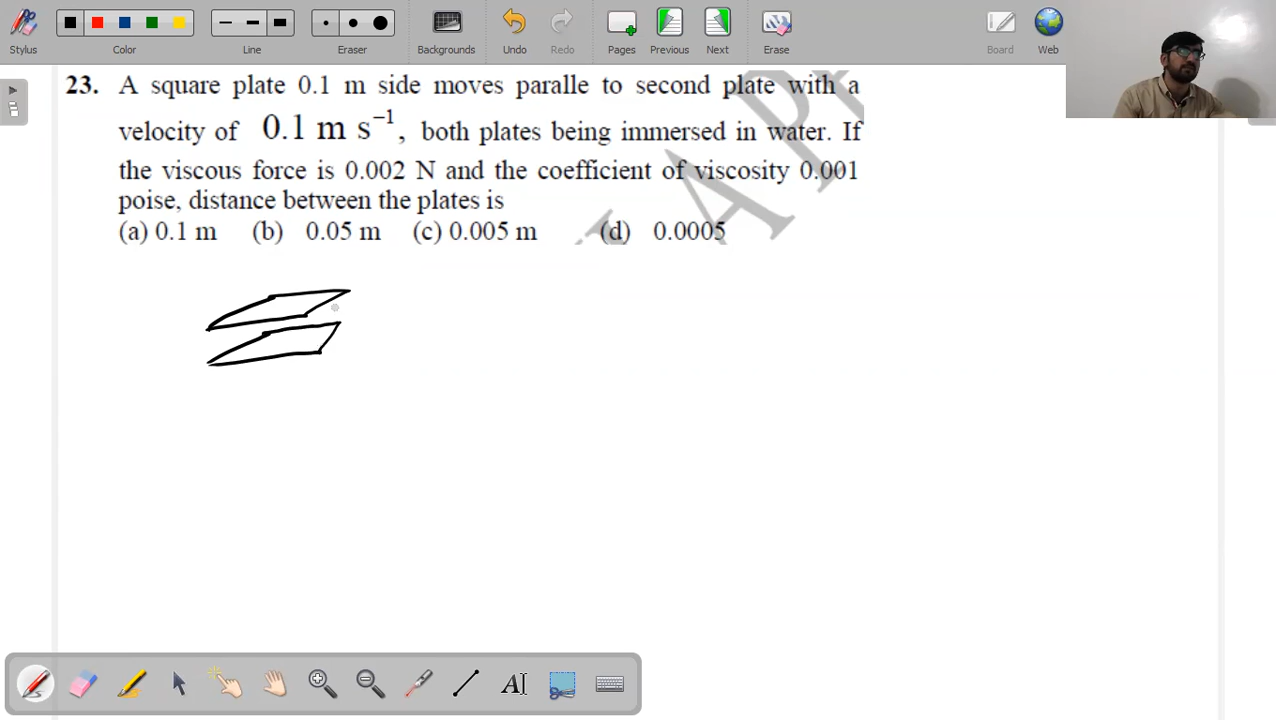 Stylus Color Line Eraser Backgrounds Undo Redo Pages Previous Next Erase Board Web
23. A square plate 0.1 m side moves paralle to second plate with a
velocity of 0.1 m s⁻¹, both plates being immersed in water. If
the viscous force is 0.002 N and the coefficient of viscosity 0.001
poise, distance between the plates is
(a) 0.1 m (b) 0.05 m (c) 0.005 m (d) 0.0005